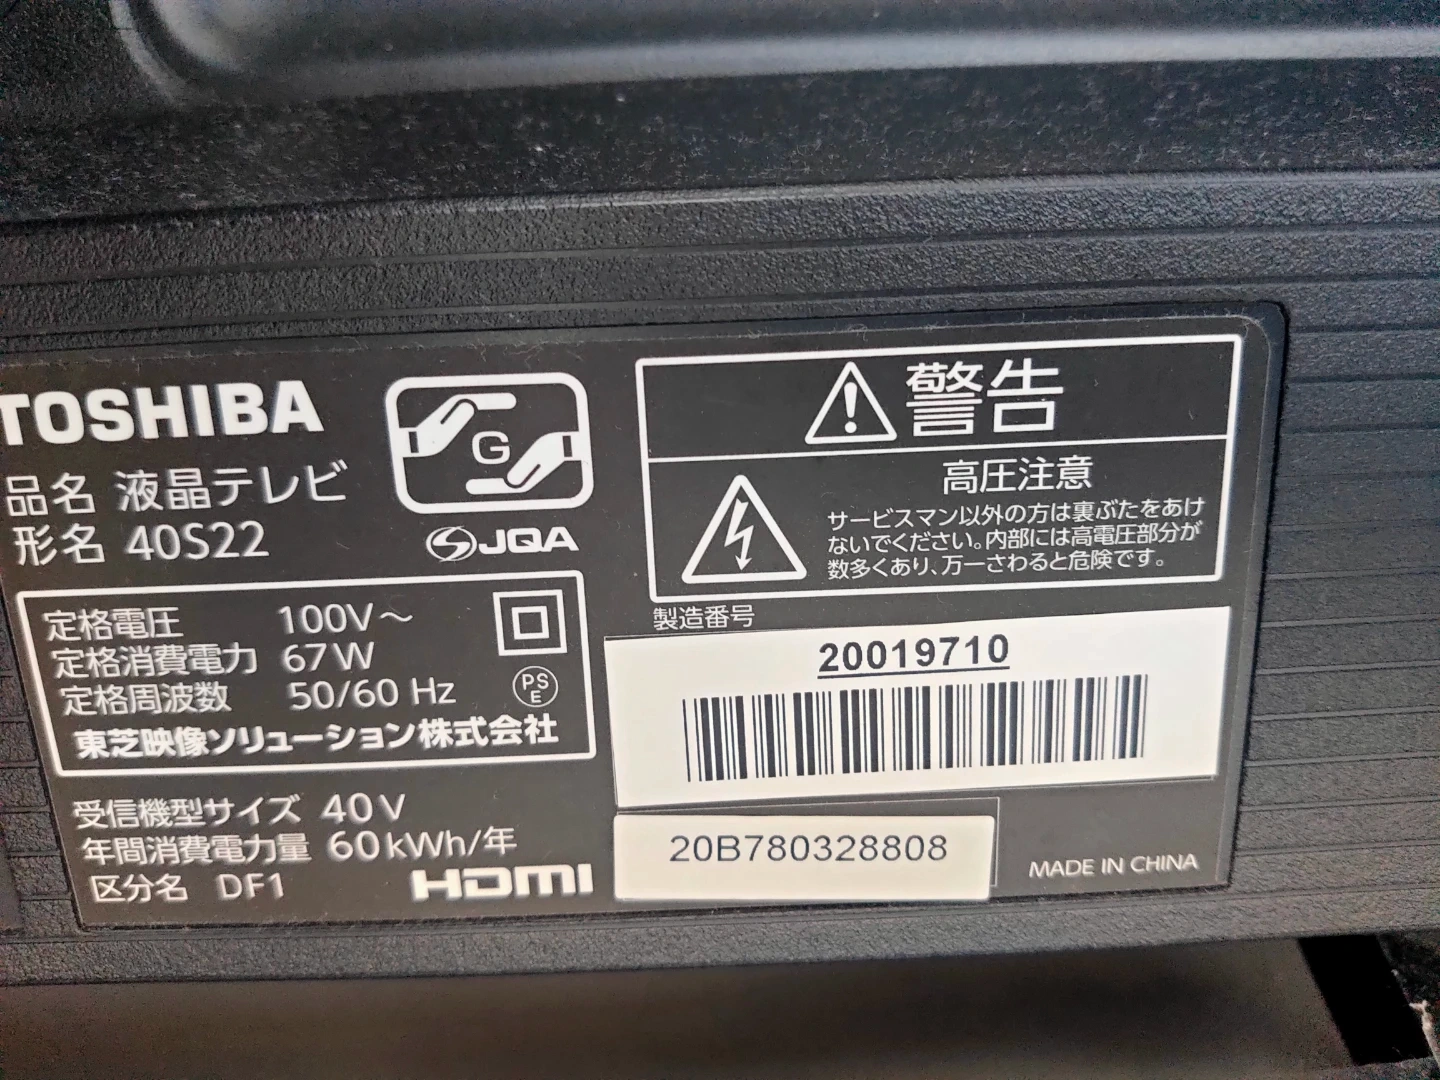 TOSHIBA
品名 液晶テレビ
形名 40S22
G
JQA
定格電圧 100V～
定格消費電力 67W
定格周波数 50/60 Hz
PS
E
東芝映像ソリューション株式会社
受信機型サイズ 40V
年間消費電力量 60kWh/年
区分名 DF1
HDMI
警告
高圧注意
サービスマン以外の方は裏ぶたをあけ
ないでください。内部には高電圧部分が
数多くあり、万一さわると危険です。
製造番号
20019710
20B780328808
MADE IN CHINA